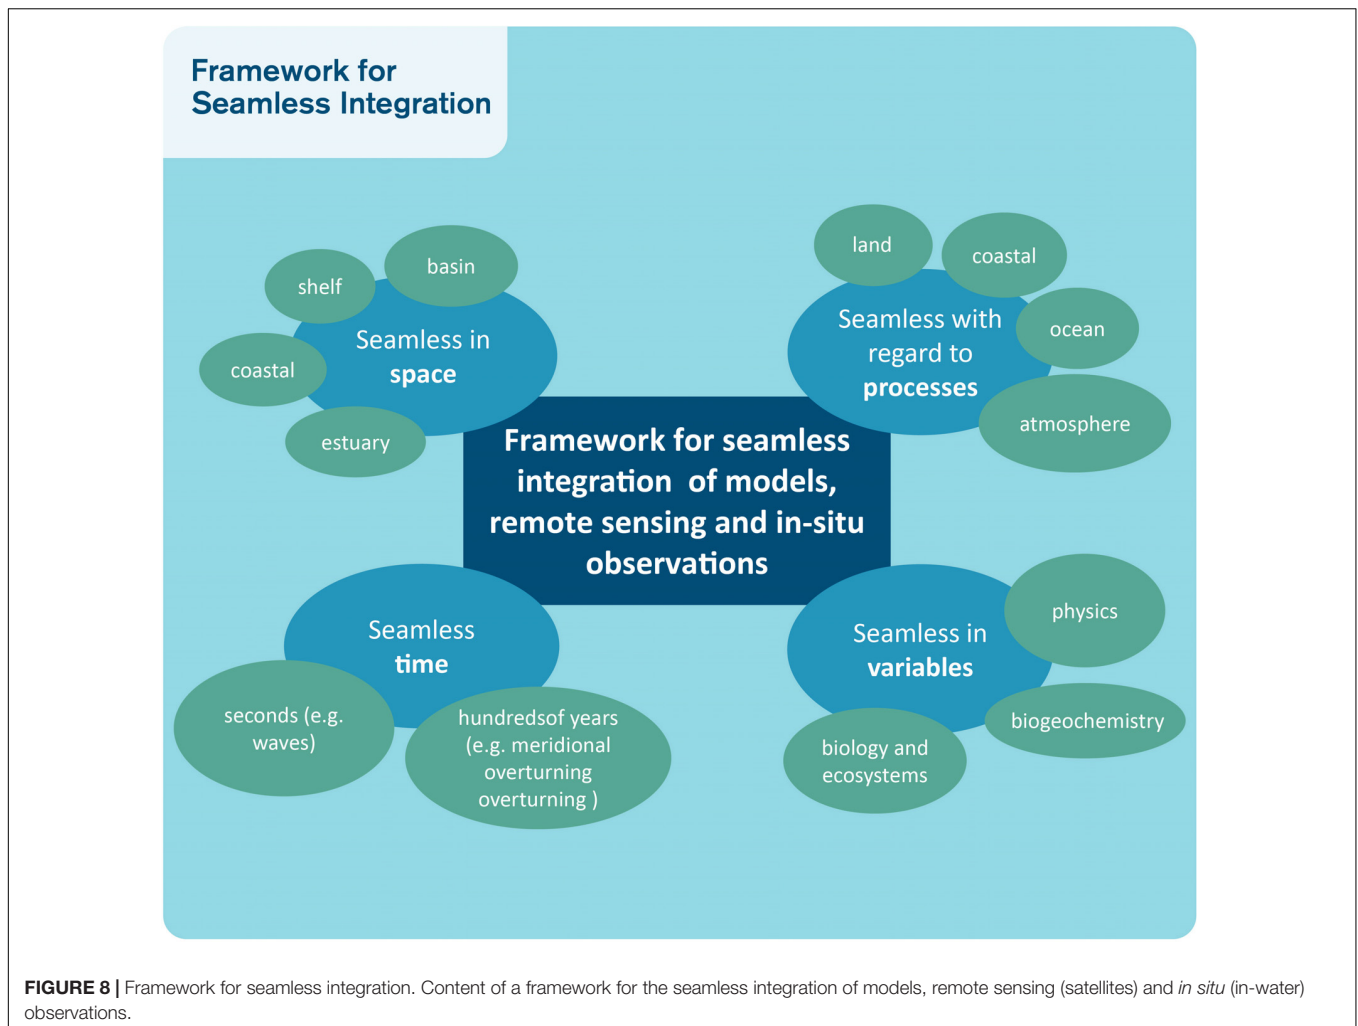 Framework for
Seamless Integration
basin
shelf
Seamless in
space
coastal
estuary
land
coastal
Seamless with
regard to
processes
ocean
atmosphere
Framework for seamless
integration of models,
remote sensing and in-situ
observations
Seamless
time
seconds (e.g.
waves)
hundredsof years
(e.g. meridional
overturning
overturning )
Seamless in
variables
physics
biogeochemistry
biology and
ecosystems
FIGURE 8 | Framework for seamless integration. Content of a framework for the seamless integration of models, remote sensing (satellites) and in situ (in-water)
observations.